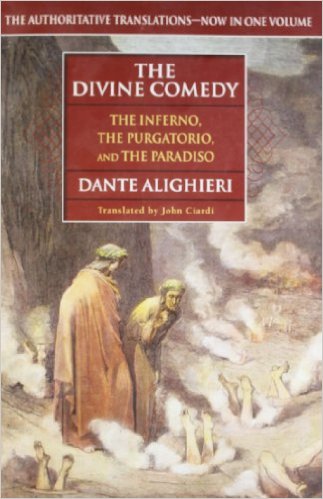 THE AUTHORITATIVE TRANSLATIONS—NOW IN ONE VOLUME
THE
DIVINE COMEDY
THE INFERNO,
THE PURGATORIO,
AND THE PARADISO
DANTE ALIGHIERI
Translated by John Ciardi